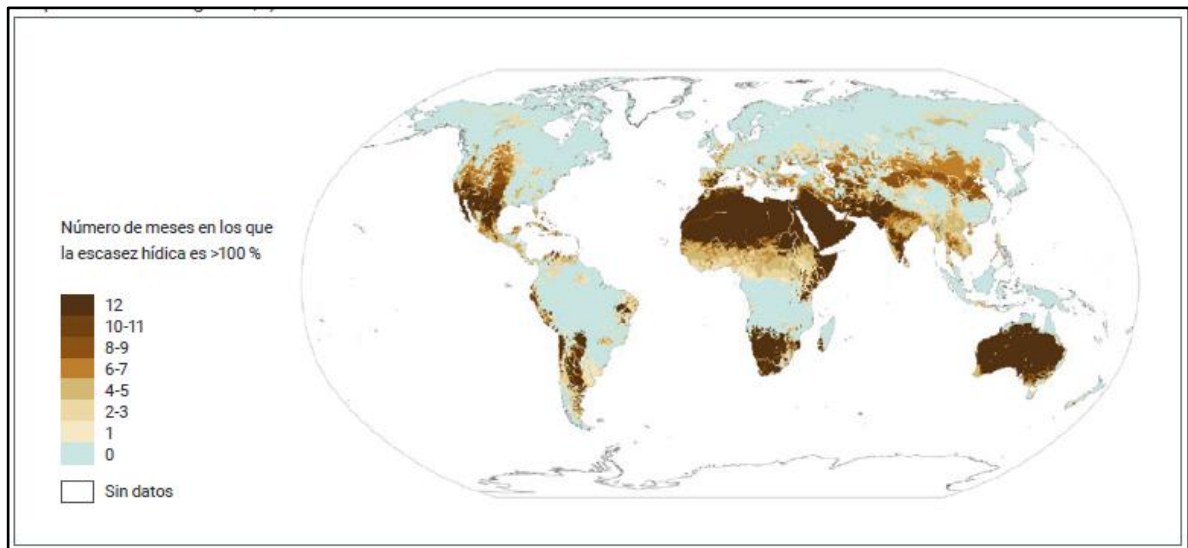 Número de meses en los que
la escasez hídica es >100 %
12
10-11
8-9
6-7
4-5
2-3
1
0
Sin datos